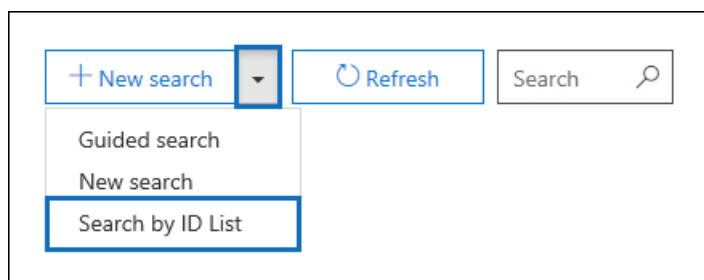 + New search
Refresh
Search
Guided search
New search
Search by ID List